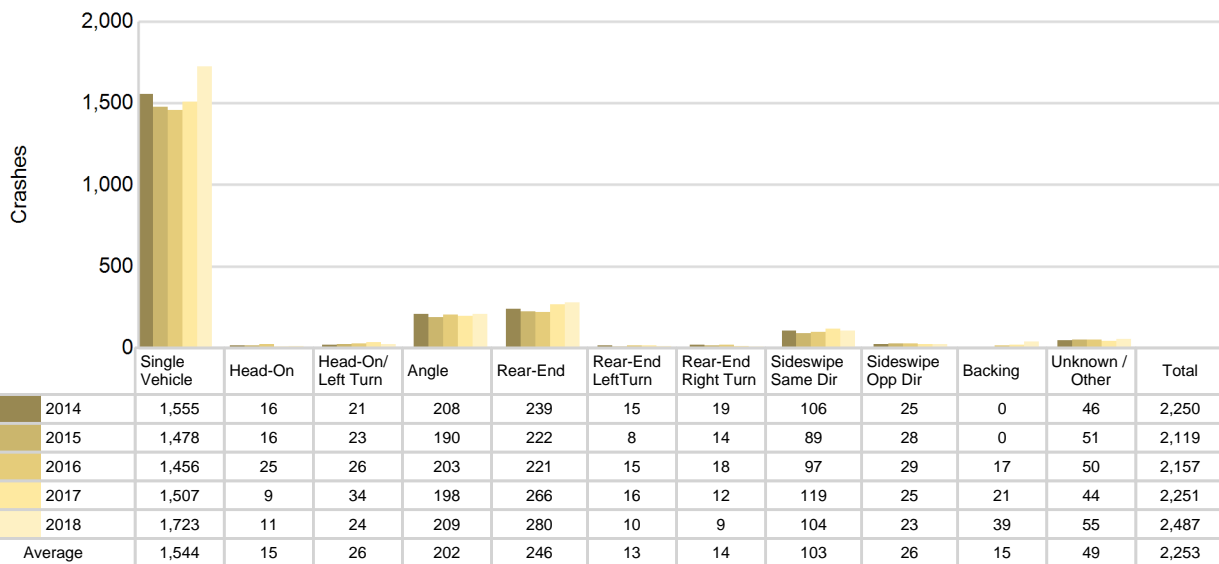 2,000
1,500
1,000
500
0
Crashes
Single Vehicle Head-On Head-On/ Left Turn Angle Rear-End Rear-End LeftTurn Rear-End Right Turn Sideswipe Same Dir Sideswipe Opp Dir Backing Unknown / Other Total
2014 1,555 16 21 208 239 15 19 106 25 0 46 2,250
2015 1,478 16 23 190 222 8 14 89 28 0 51 2,119
2016 1,456 25 26 203 221 15 18 97 29 17 50 2,157
2017 1,507 9 34 198 266 16 12 119 25 21 44 2,251
2018 1,723 11 24 209 280 10 9 104 23 39 55 2,487
Average 1,544 15 26 202 246 13 14 103 26 15 49 2,253